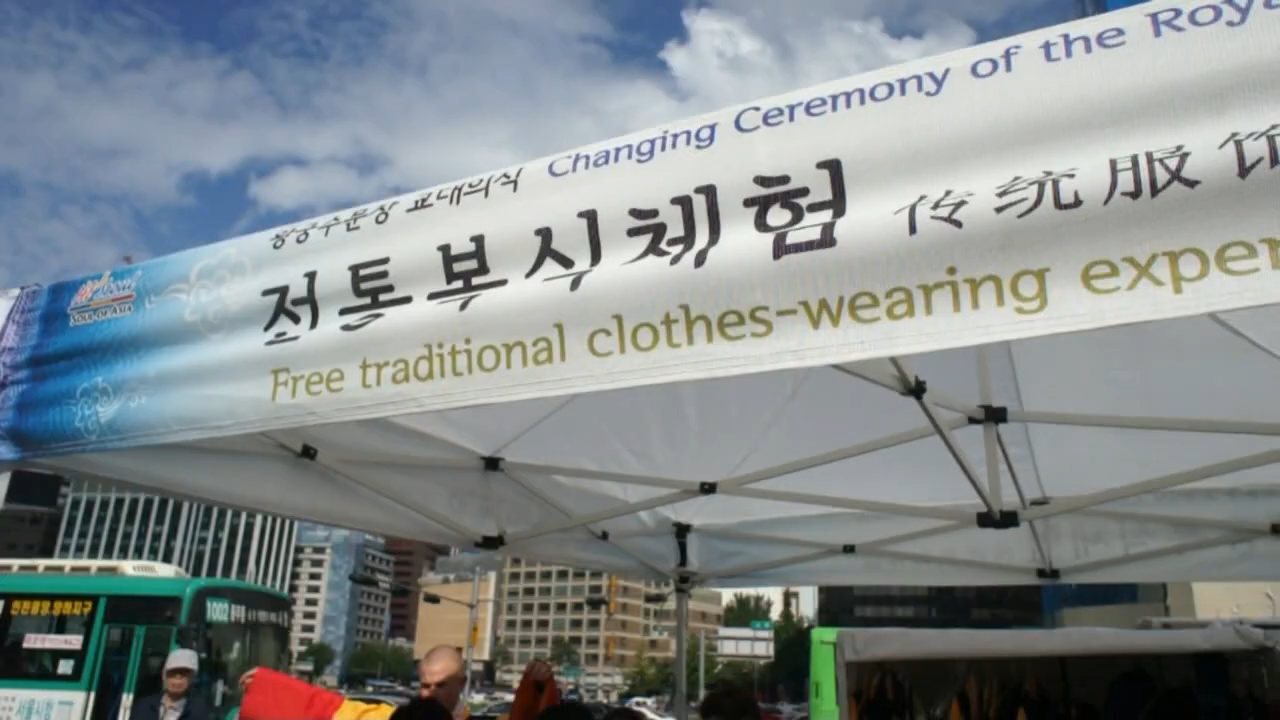 왕궁수문장 교대의식 Changing Ceremony of the Roya
전통복식체험 传统服饰
Free traditional clothes-wearing exper
SOUL OF ASIA
1002